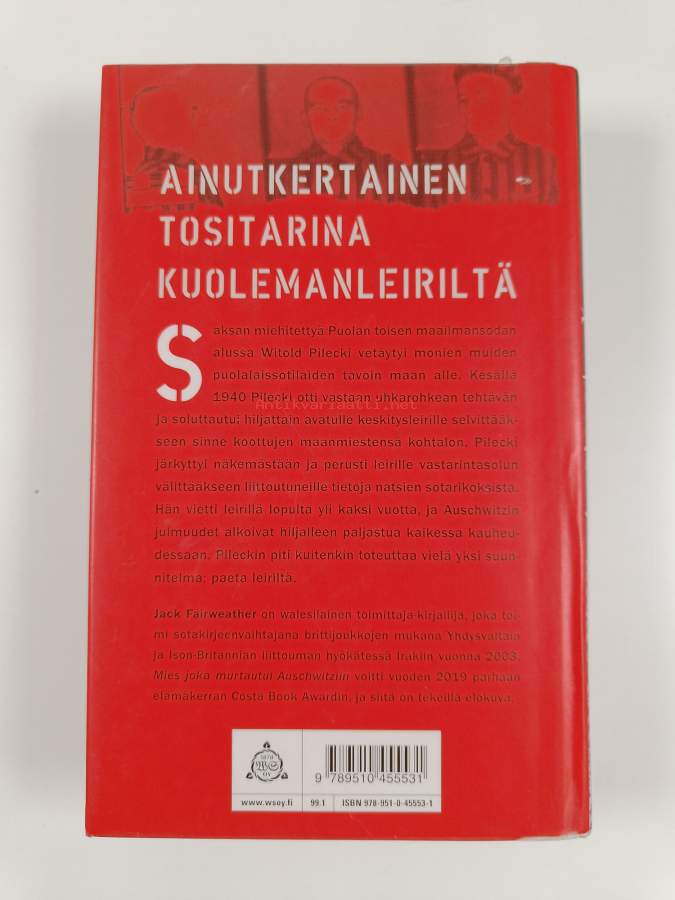 AINUTKERTAINEN
TOSITARINA
KUOLEMANLEIRILTÄ
Saksan miehitettyä Puolan toisen maailmansodan
alussa Witold Pilecki vetäytyi monien muiden
puolalaissotilaiden tavoin maan alle. Kesällä
1940 Pilecki otti vastaan uhkarohkean tehtävän
Antikvariaatti.net
ja soluttautui hiljattain avatulle keskitysleirille selvittääk-
seen sinne koottujen maanmiestensä kohtalon. Pilecki
järkyttyi näkemästään ja perusti leirille vastarintasolun
välittääkseen liittoutuneille tietoja natsien sotarikoksista.
Hän vietti leirillä lopulta yli kaksi vuotta, ja Auschwitzin
julmuudet alkoivat hiljalleen paljastua kaikessa kauheu-
dessaan. Pileckin piti kuitenkin toteuttaa vielä yksi suun-
nitelma: paeta leiriltä.
Jack Fairweather on walesilainen toimittaja-kirjailija, joka toi-
mi sotakirjeenvaihtajana brittijoukkojen mukana Yhdysvaltain
ja Ison-Britannian liittouman hyökätessä Irakiin vuonna 2003.
Mies joka murtautui Auschwitziin voitti vuoden 2019 parhaan
elämäkerran Costa Book Awardin, ja siitä on tekeillä elokuva.
1878
WS
OY
9 789510 455531
www.wsoy.fi
99.1
ISBN 978-951-0-45553-1